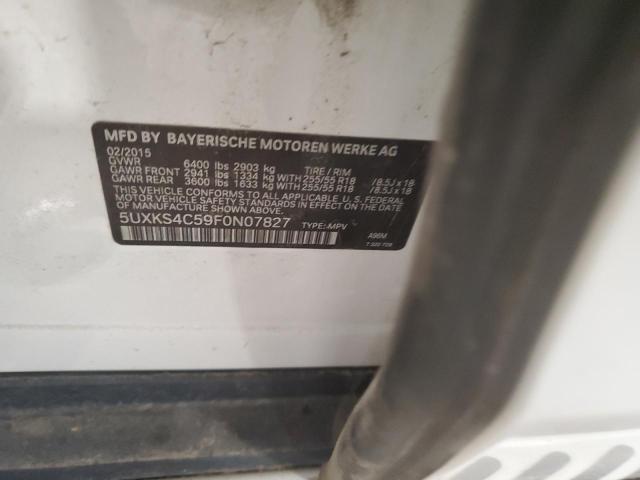 MFD BY BAYERISCHE MOTOREN WERKE AG
02/2015
GVWR 6400 lbs 2903 kg TIRE / RIM
GAWR FRONT 2941 lbs 1334 kg WITH 255/55 R18 / 8.5J x 18
GAWR REAR 3600 lbs 1633 kg WITH 255/55 R18 / 8.5J x 18
THIS VEHICLE CONFORMS TO ALL APPLICABLE U.S. FEDERAL
MOTOR VEHICLE SAFETY STANDARDS IN EFFECT ON THE DATE
OF MANUFACTURE SHOWN ABOVE.
5UXKS4C59F0N07827 TYPE: MPV
A96M